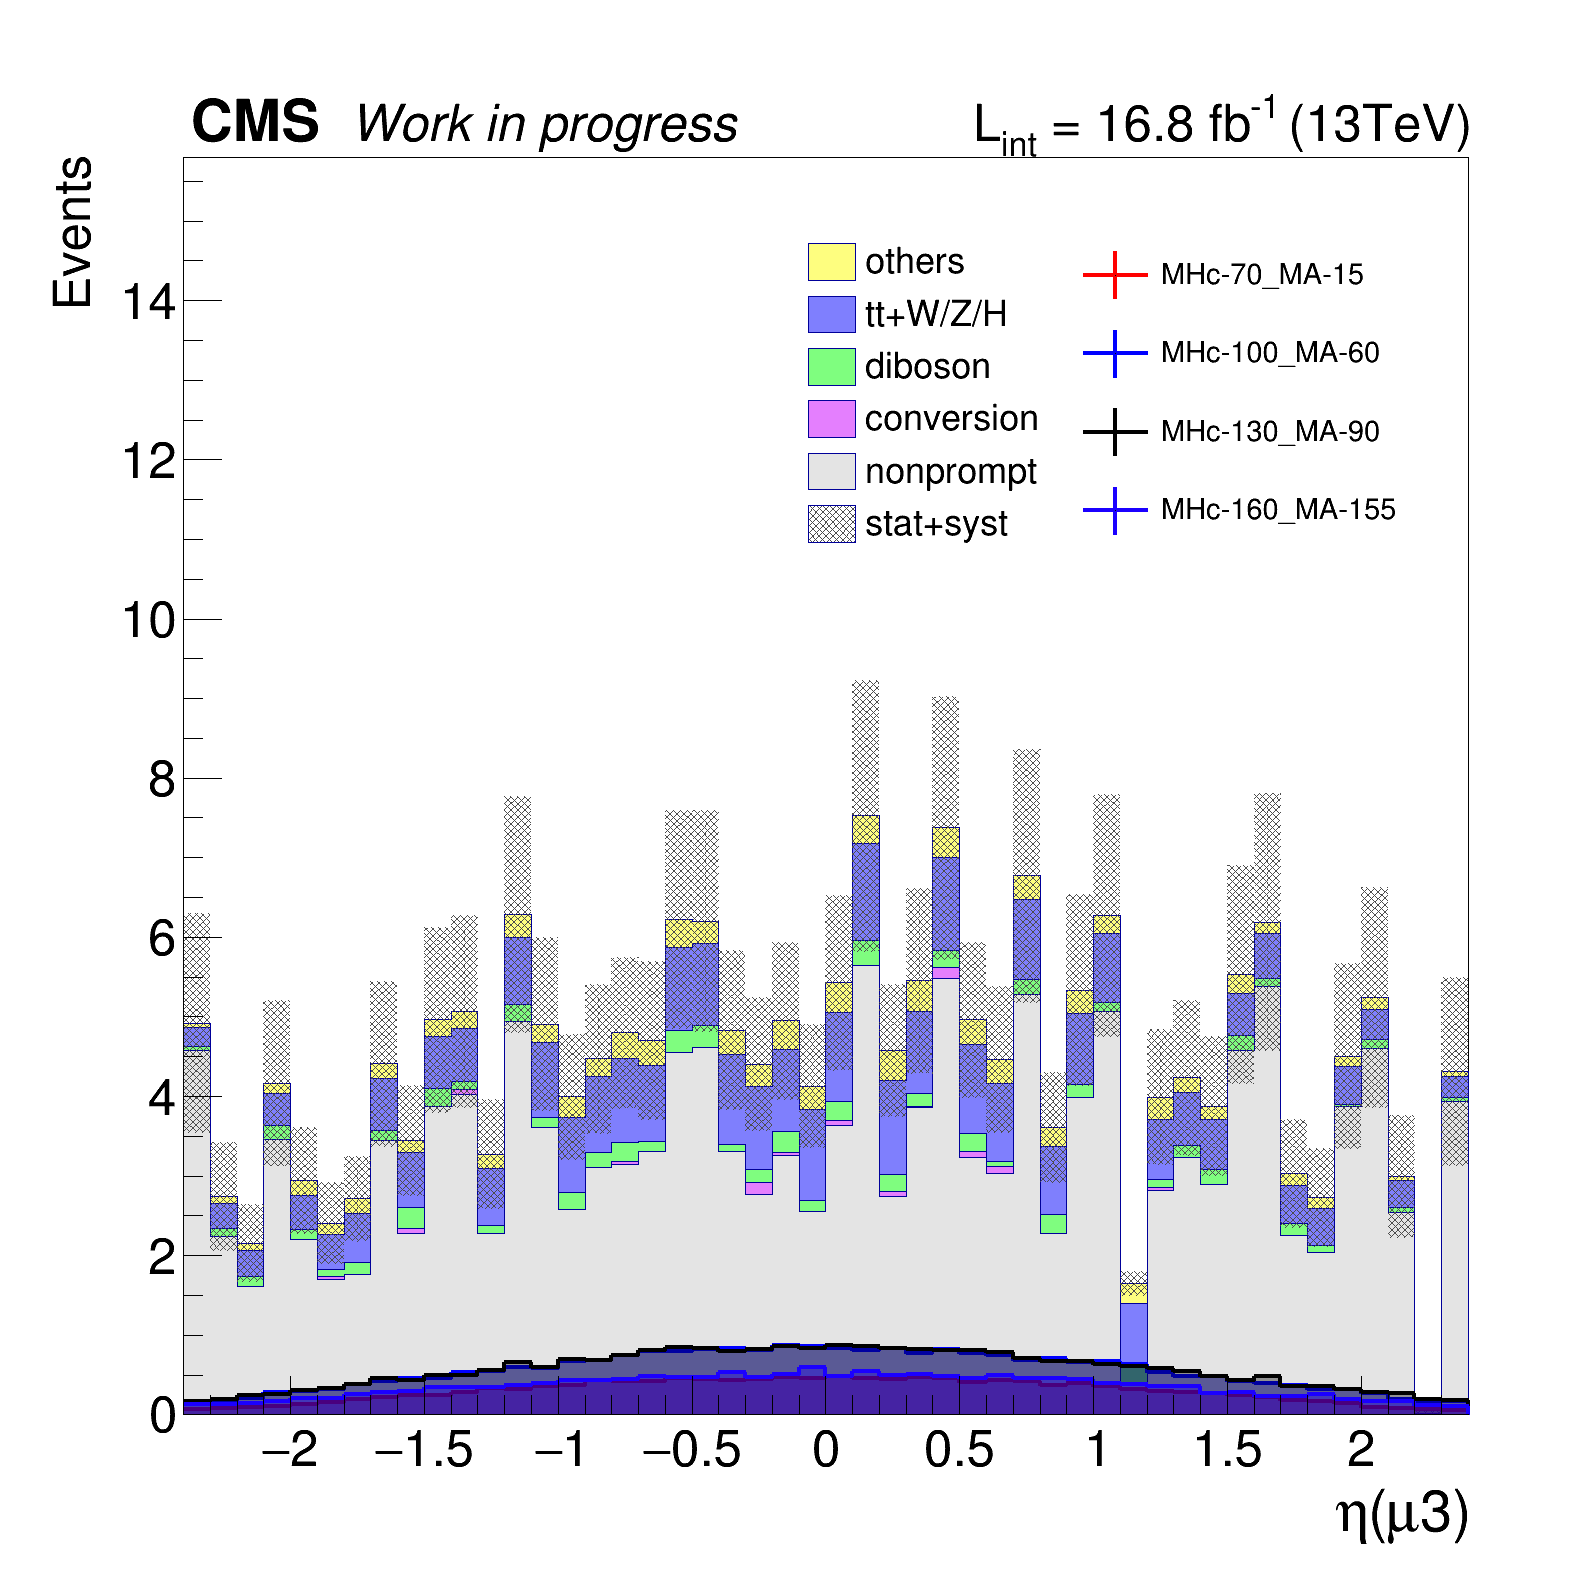 CMS Work in progress L_int = 16.8 fb^-1 (13TeV)
Events
14
12
10
8
6
4
2
0
others
tt+W/Z/H
diboson
conversion
nonprompt
stat+syst
MHc-70_MA-15
MHc-100_MA-60
MHc-130_MA-90
MHc-160_MA-155
−2 −1.5 −1 −0.5 0 0.5 1 1.5 2
η(μ3)